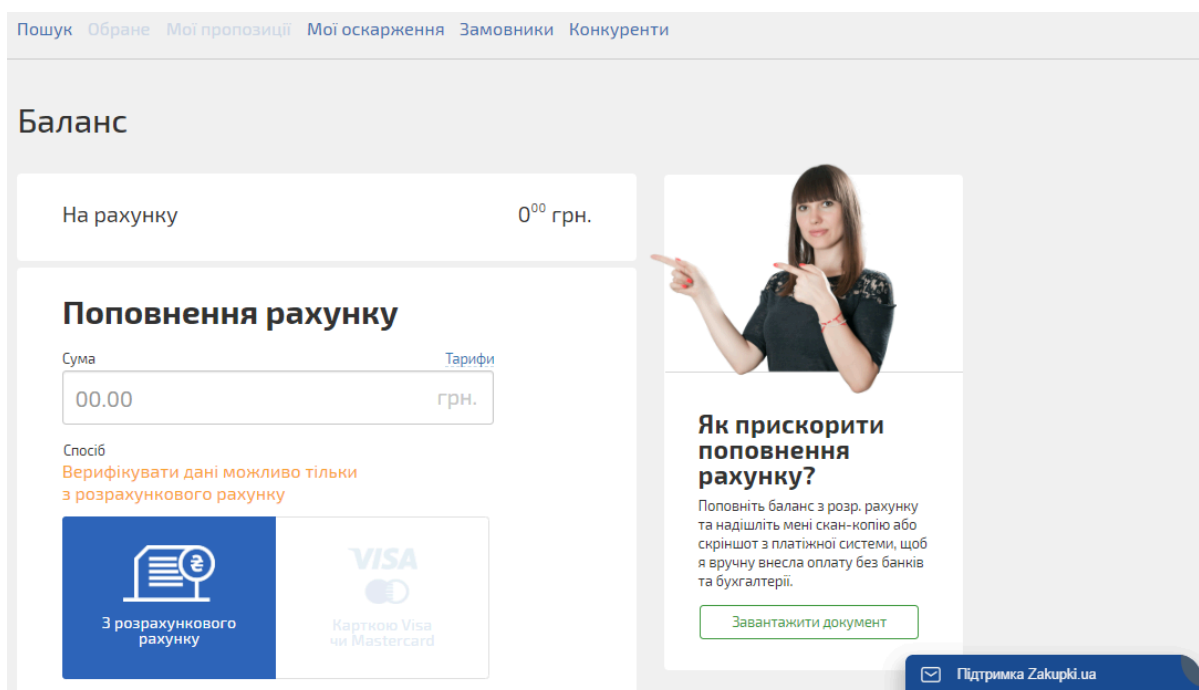 Пошук Обране Мої пропозиції Мої оскарження Замовники Конкуренти
Баланс
На рахунку 0⁰⁰ грн.
Поповнення рахунку
Сума Тарифи
00.00 грн.
Спосіб
Верифікувати дані можливо тільки
з розрахункового рахунку
З розрахункового
рахунку
VISA
Карткою Visa
чи Mastercard
Як прискорити
поповнення
рахунку?
Поповніть баланс з розр. рахунку
та надішліть мені скан-копію або
скріншот з платіжної системи, щоб
я вручну внесла оплату без банків
та бухгалтерії.
Завантажити документ
Підтримка Zakupki.ua